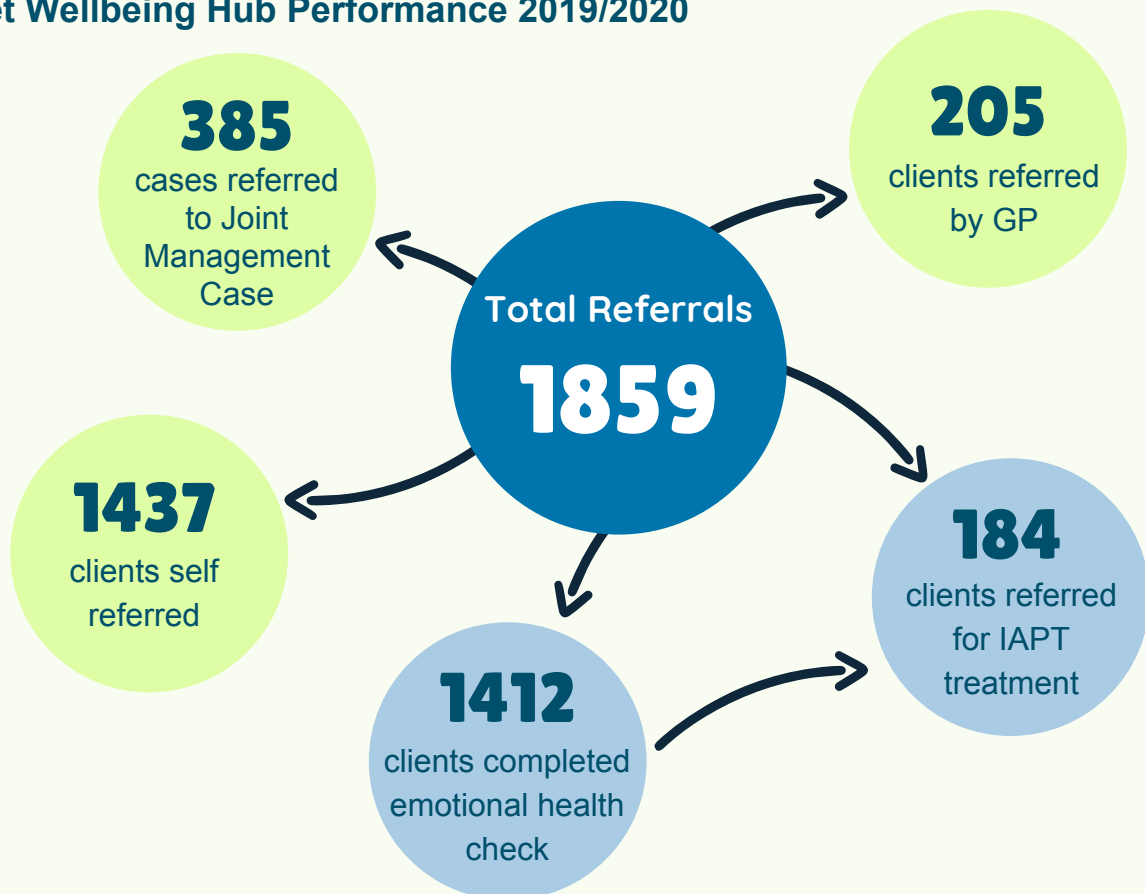 et Wellbeing Hub Performance 2019/2020
385
cases referred
to Joint
Management
Case
205
clients referred
by GP
Total Referrals
1859
1437
clients self
referred
184
clients referred
for IAPT
treatment
1412
clients completed
emotional health
check